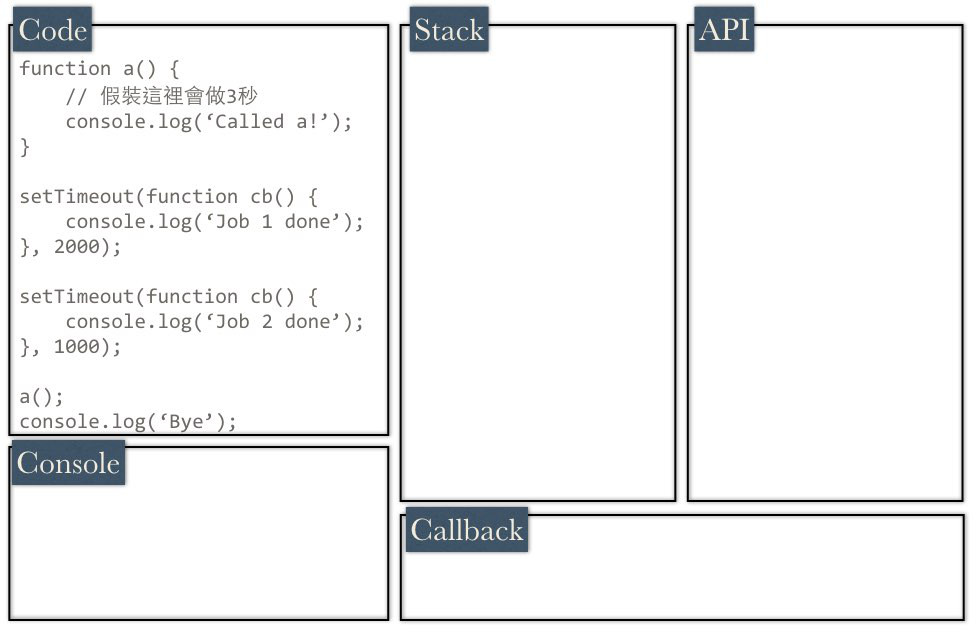 Code
function a() {
    // 假裝這裡會做3秒
    console.log(‘Called a!’);
}
setTimeout(function cb() {
    console.log(‘Job 1 done’);
}, 2000);
setTimeout(function cb() {
    console.log(‘Job 2 done’);
}, 1000);
a();
console.log(‘Bye’);
Console
Stack
API
Callback